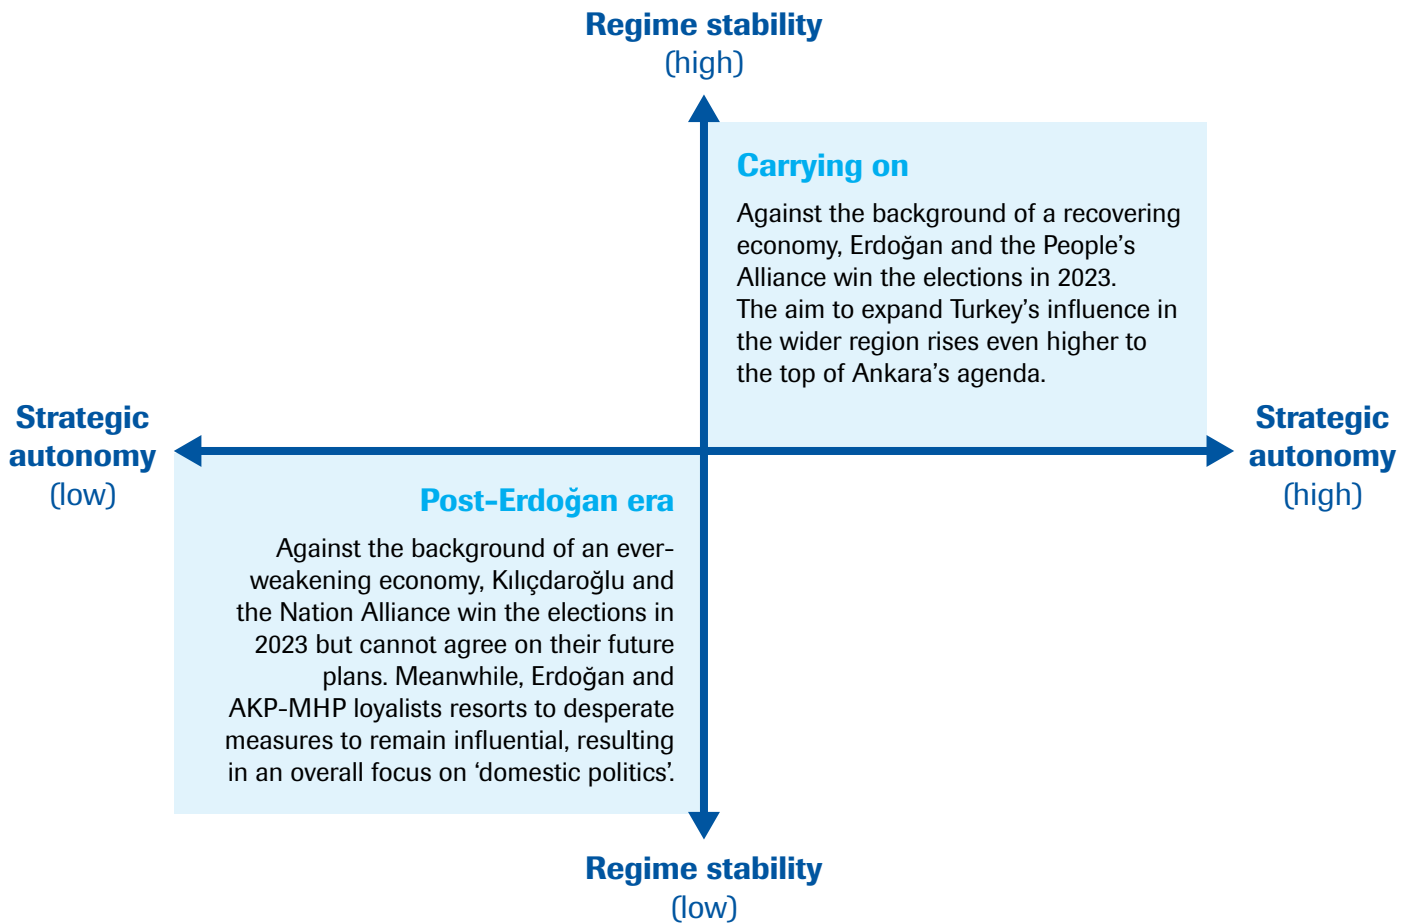 Regime stability
(high)
Carrying on
Against the background of a recovering
economy, Erdoğan and the People’s
Alliance win the elections in 2023.
The aim to expand Turkey’s influence in
the wider region rises even higher to
the top of Ankara’s agenda.
Strategic
autonomy
(low)
Strategic
autonomy
(high)
Post-Erdoğan era
Against the background of an ever-
weakening economy, Kılıçdaroğlu and
the Nation Alliance win the elections in
2023 but cannot agree on their future
plans. Meanwhile, Erdoğan and
AKP-MHP loyalists resorts to desperate
measures to remain influential, resulting
in an overall focus on ‘domestic politics’.
Regime stability
(low)